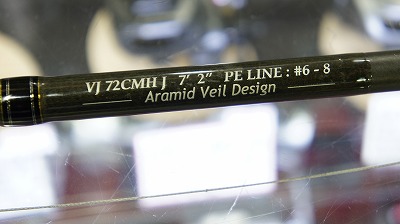 VJ 72CMH J 7' 2" PE LINE : #6 - 8
Aramid Veil Design